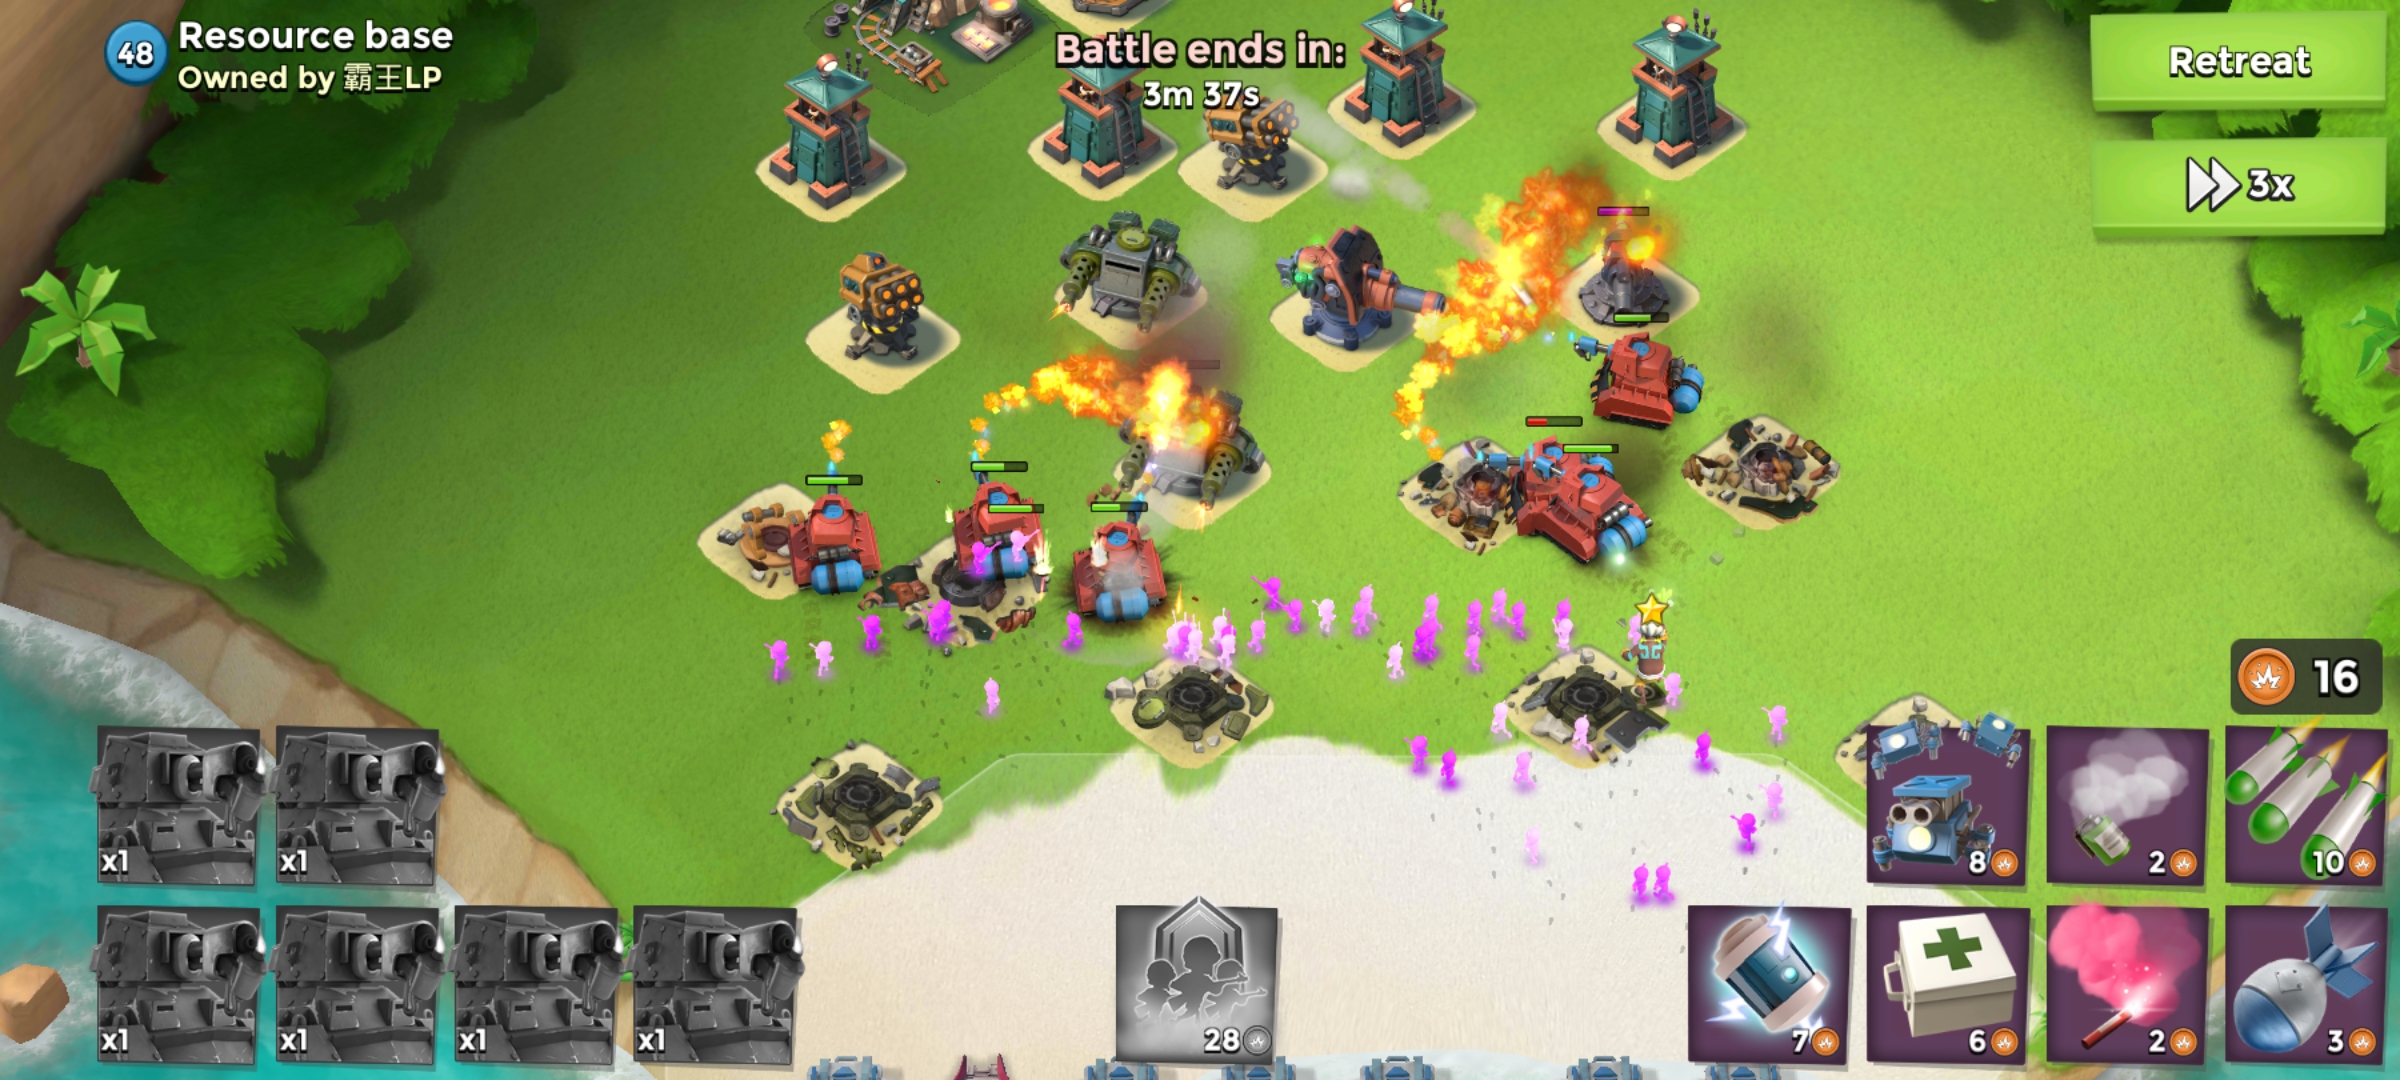 48
Resource base
Owned by 霸王LP
Battle ends in:
3m 37s
Retreat
3x
16
8
2
10
x1
x1
x1
x1
x1
x1
28
7
6
2
3